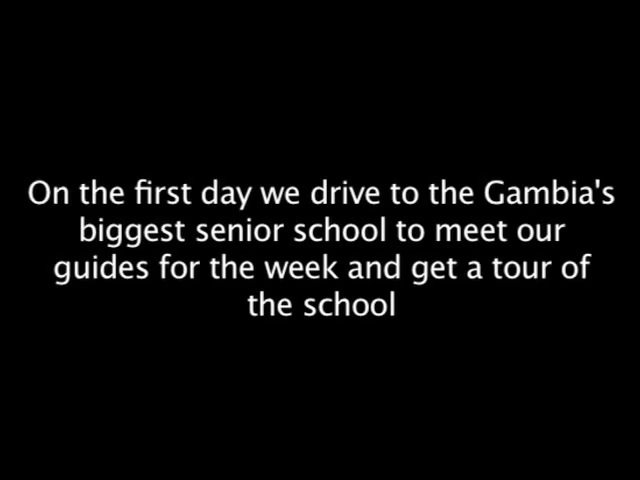 On the first day we drive to the Gambia's
biggest senior school to meet our
guides for the week and get a tour of
the school